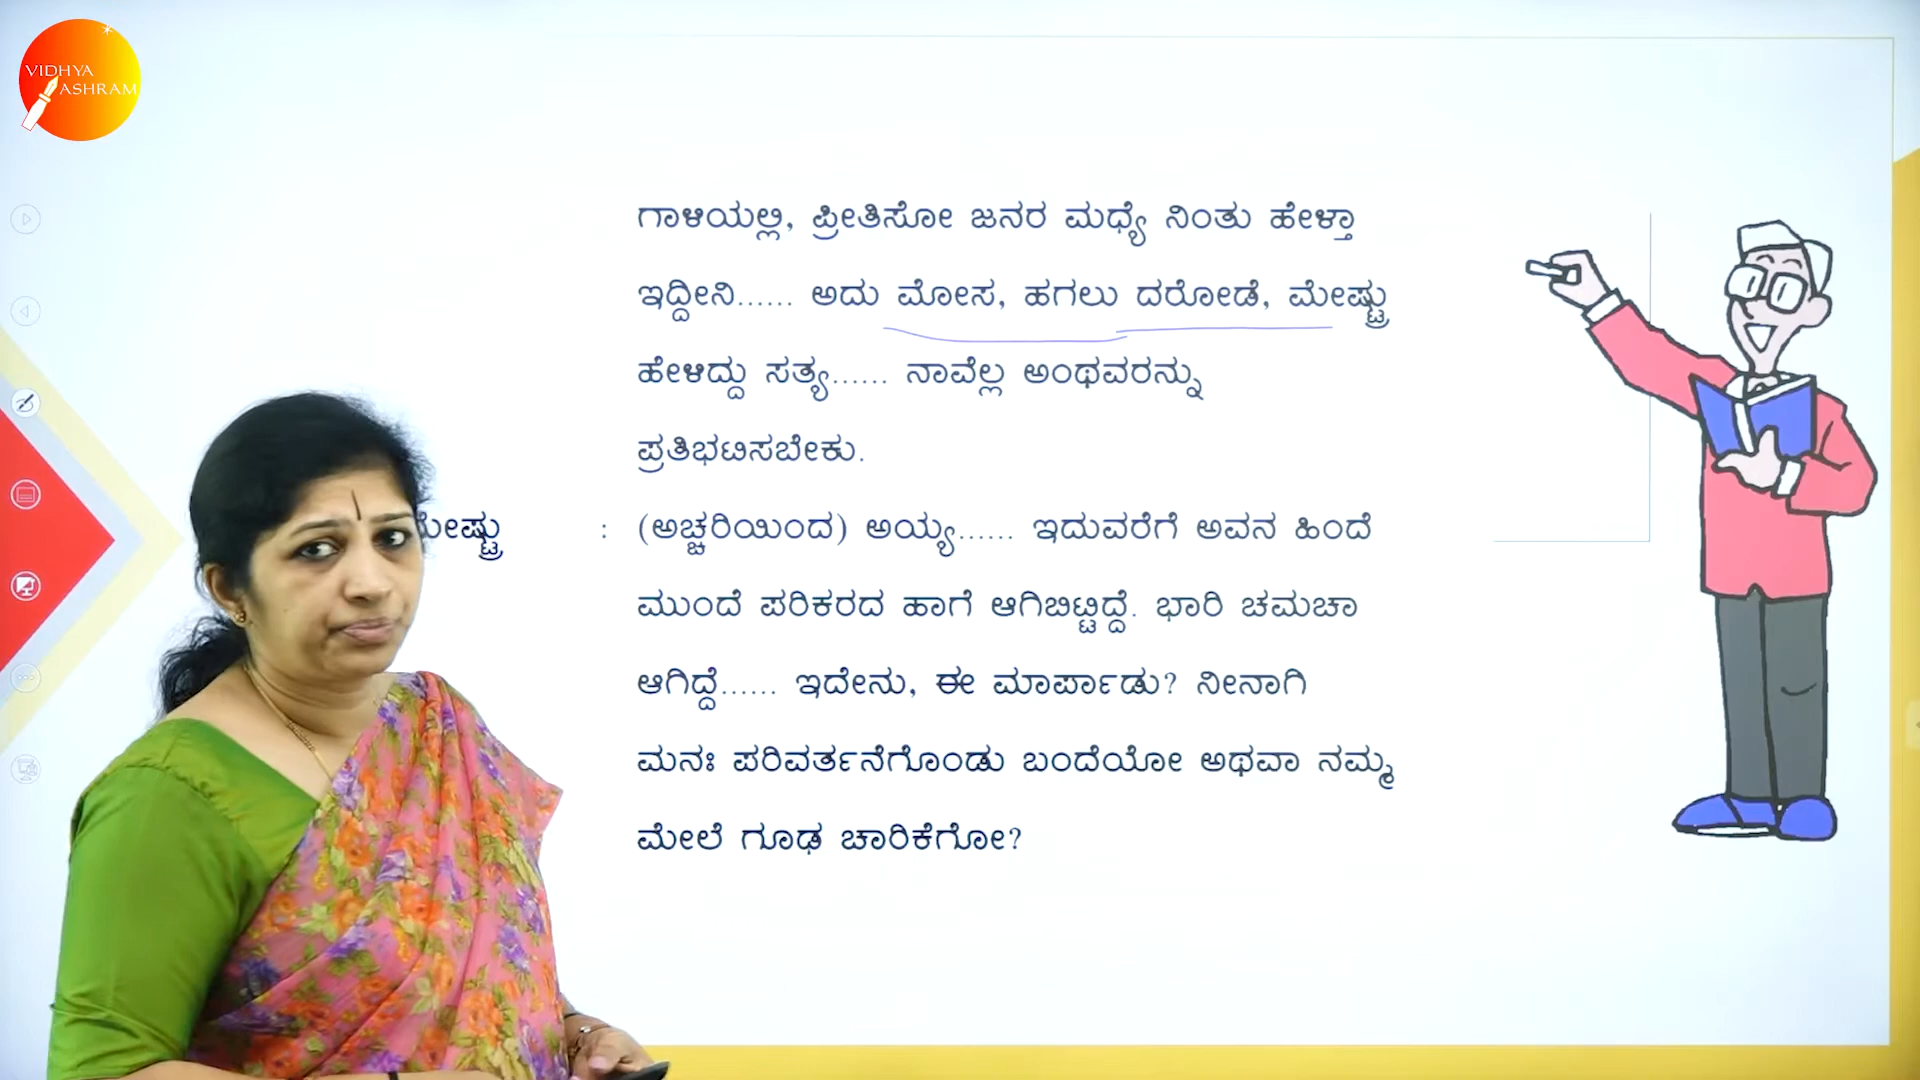 VIDHYA
ASHRAM
ಗಾಳಿಯಲ್ಲಿ, ಪ್ರೀತಿಸೋ ಜನರ ಮಧ್ಯೆ ನಿಂತು ಹೇಳ್ತಾ
ಇದ್ದೀನಿ...... ಅದು ಮೋಸ, ಹಗಲು ದರೋಡೆ, ಮೇಷ್ಟ್ರು
ಹೇಳಿದ್ದು ಸತ್ಯ...... ನಾವೆಲ್ಲ ಅಂಥವರನ್ನು
ಪ್ರತಿಭಟಿಸಬೇಕು.
ಮೇಷ್ಟ್ರು : (ಅಚ್ಚರಿಯಿಂದ) ಅಯ್ಯ...... ಇದುವರೆಗೆ ಅವನ ಹಿಂದೆ
ಮುಂದೆ ಪರಿಕರದ ಹಾಗೆ ಆಗಿಬಿಟ್ಟಿದ್ದೆ. ಭಾರಿ ಚಮಚಾ
ಆಗಿದ್ದೆ...... ಇದೇನು, ಈ ಮಾರ್ಪಾಡು? ನೀನಾಗಿ
ಮನಃ ಪರಿವರ್ತನೆಗೊಂಡು ಬಂದೆಯೋ ಅಥವಾ ನಮ್ಮ
ಮೇಲೆ ಗೂಢ ಚಾರಿಕೆಗೋ?